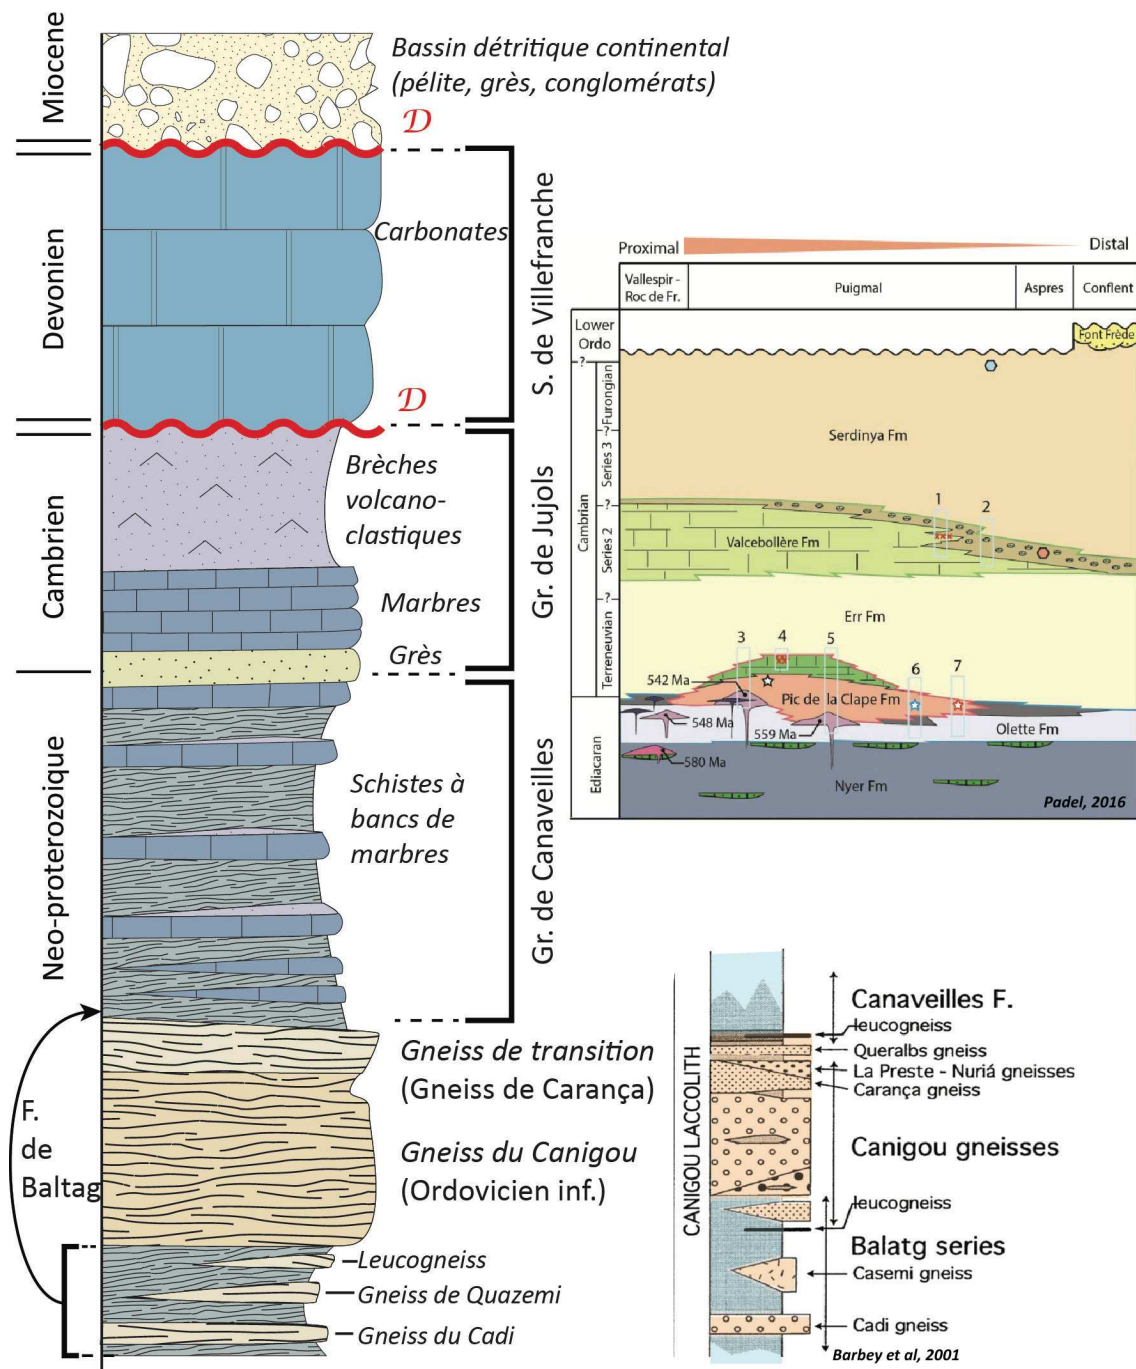 Miocene
Bassin détritique continental
(pélite, grès, conglomérats)
D
Devonien
Carbonates
S. de Villefranche
D
Cambrien
Brèches
volcano-
clastiques
Marbres
Grès
Gr. de Jujols
Neo-proterozoique
Schistes à
bancs de
marbres
Gr. de Canaveilles
Gneiss de transition
(Gneiss de Carança)
F.
de
Baltag
Gneiss du Canigou
(Ordovicien inf.)
Leucogneiss
Gneiss de Quazemi
Gneiss du Cadi
Proximal
Distal
Vallespir -
Roc de Fr.
Puigmal
Aspres
Conflent
Lower
Ordo
Font Frède
?
Furongian
?
Serdinya Fm
Series 3
Cambrian
?
1
2
Series 2
Valcebollère Fm
?
Err Fm
Terreneuvian
3
4
5
6
7
542 Ma
Pic de la Clape Fm
548 Ma
559 Ma
Olette Fm
580 Ma
Ediacaran
Nyer Fm
Padel, 2016
CANIGOU LACCOLITH
Canaveilles F.
leucogneiss
Queralbs gneiss
La Preste - Nuriá gneisses
Carança gneiss
Canigou gneisses
leucogneiss
Balatg series
Casemi gneiss
Cadi gneiss
Barbey et al, 2001